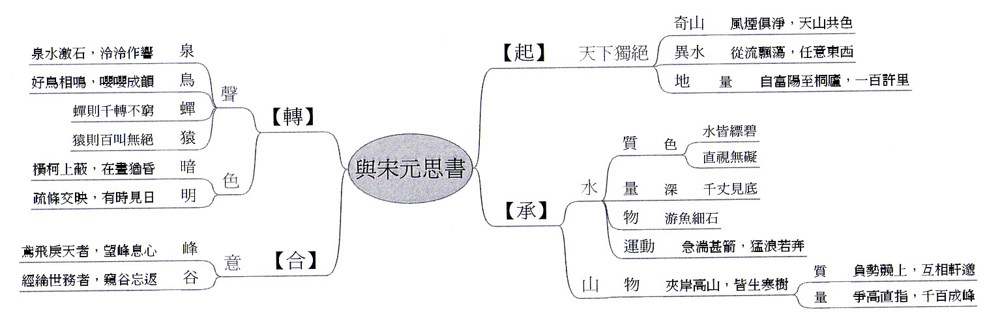 與宋元思書
【起】 天下獨絕
奇山 風煙俱淨，天山共色
異水 從流飄蕩，任意東西
地 量 自富陽至桐廬，一百許里
【承】
水
質 色
水皆縹碧
直視無礙
量 深 千丈見底
物 游魚細石
運動 急湍甚箭，猛浪若奔
山 物 夾岸高山，皆生寒樹
質 負勢競上，互相軒邈
量 爭高直指，千百成峰
【轉】
聲
泉水激石，泠泠作響 泉
好鳥相鳴，嚶嚶成韻 鳥
蟬則千轉不窮 蟬
猿則百叫無絕 猿
色
橫柯上蔽，在晝猶昏 暗
疏條交映，有時見日 明
【合】
意
鳶飛戾天者，望峰息心 峰
經綸世務者，窺谷忘返 谷